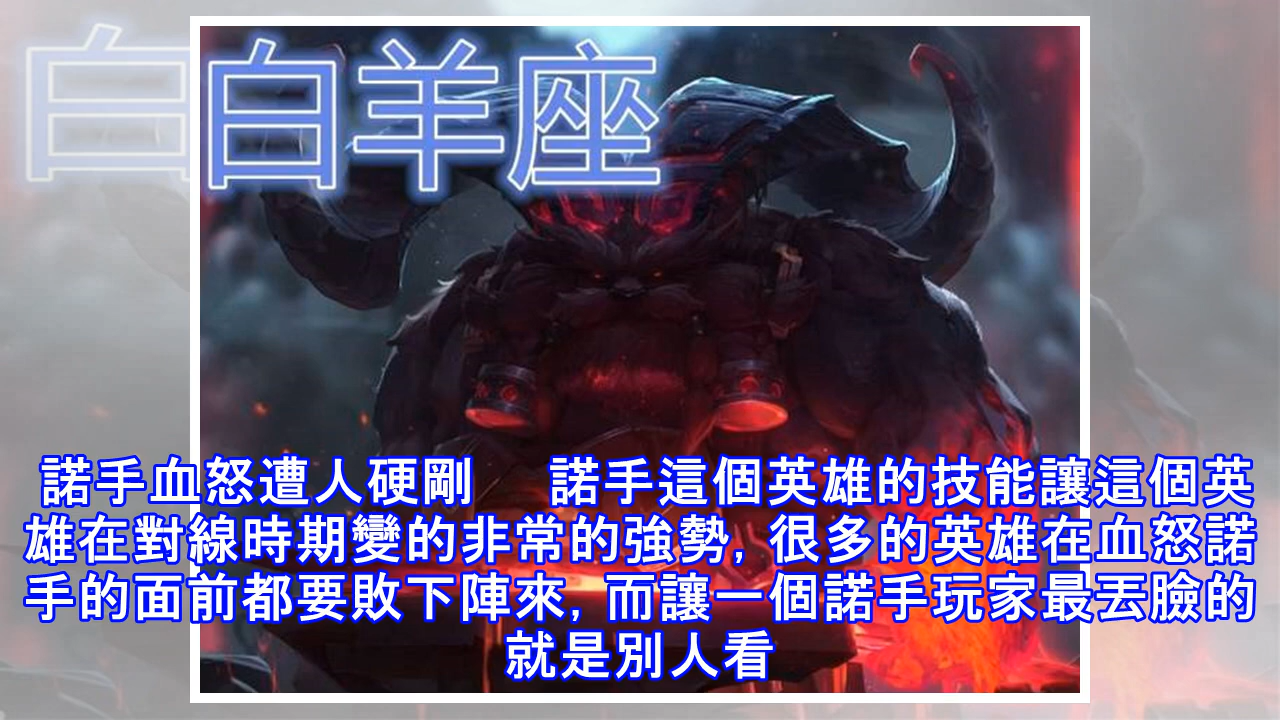 白羊座
諾手血怒遭人硬剛　諾手這個英雄的技能讓這個英
雄在對線時期變的非常的強勢,很多的英雄在血怒諾
手的面前都要敗下陣來,而讓一個諾手玩家最丟臉的
就是別人看